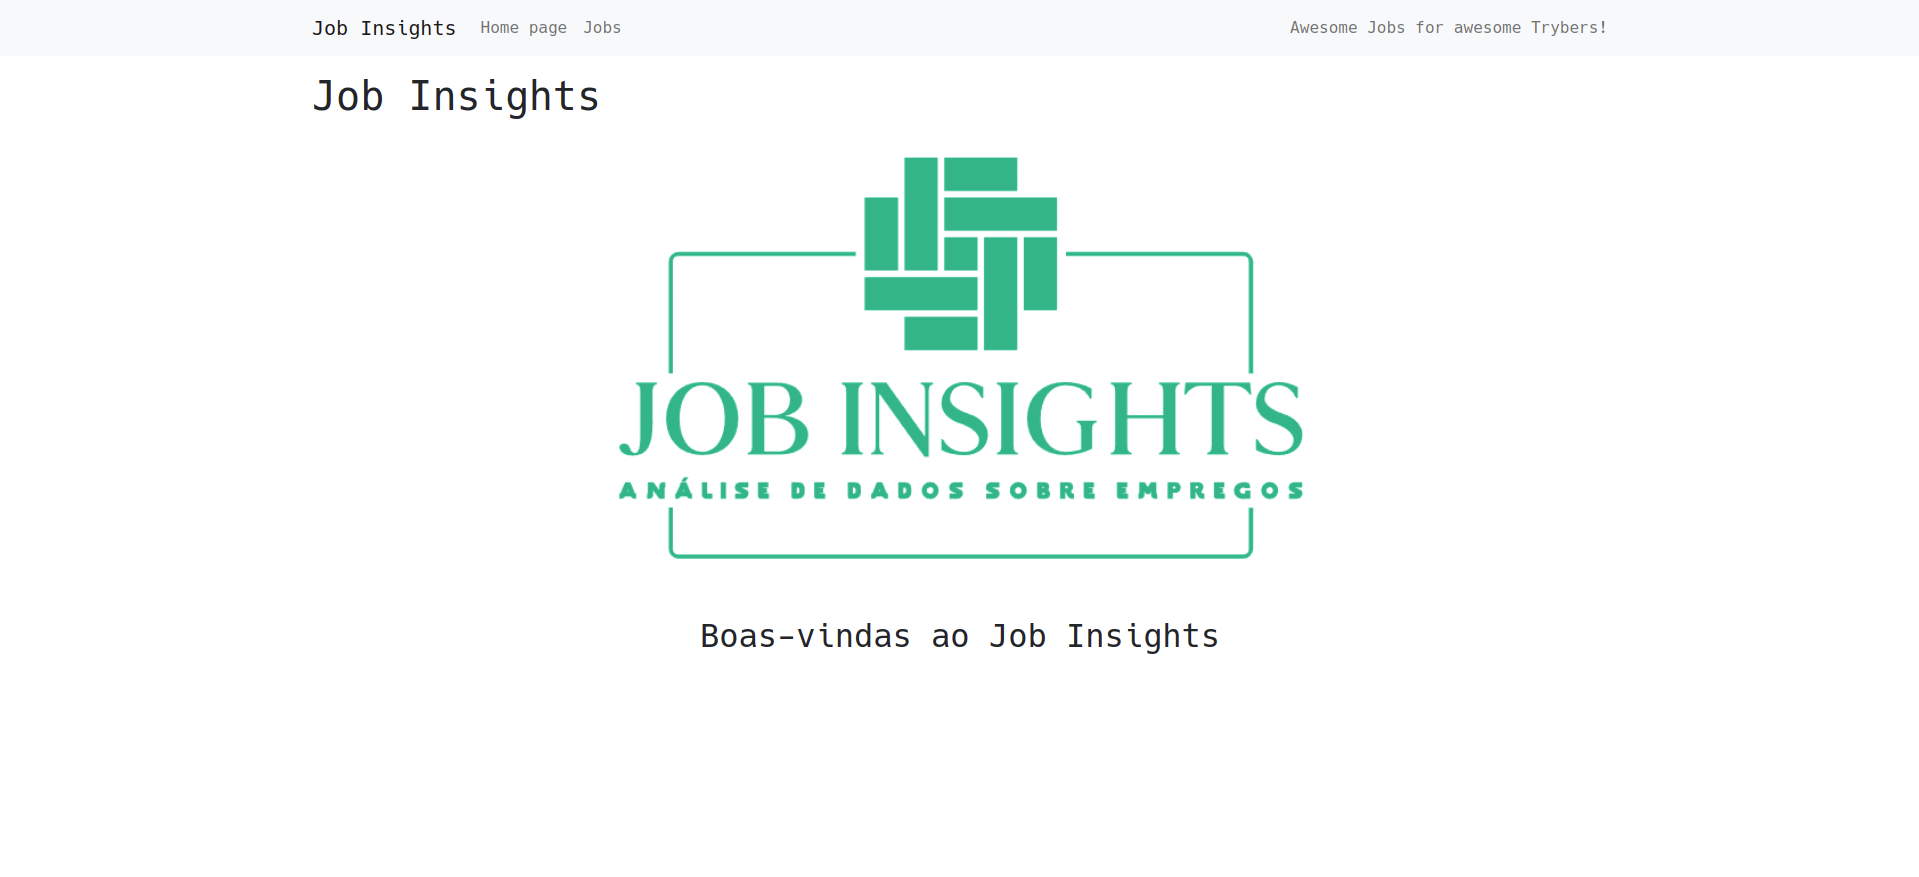 Job Insights Home page Jobs Awesome Jobs for awesome Trybers!
Job Insights
JOB INSIGHTS
ANÁLISE DE DADOS SOBRE EMPREGOS
Boas-vindas ao Job Insights